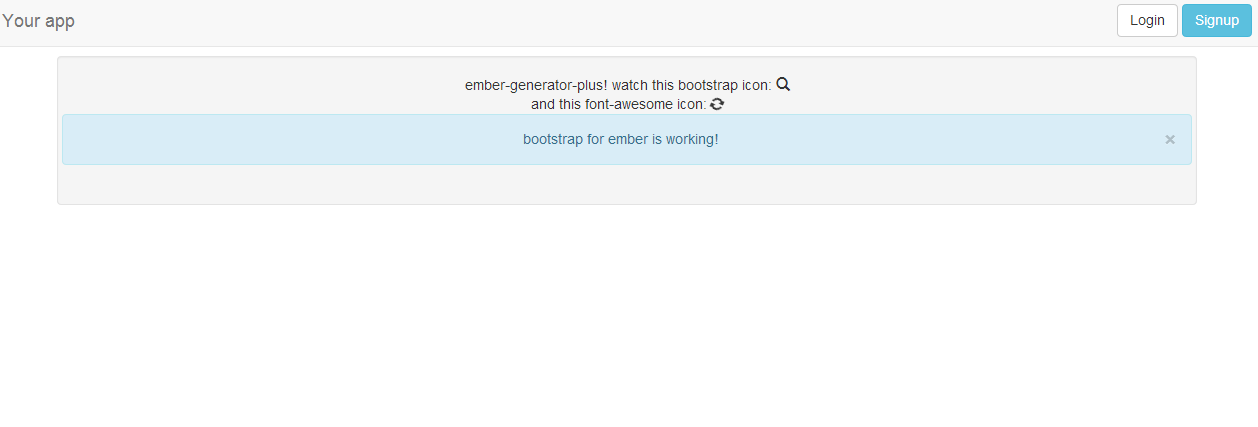 Your app
Login
Signup
ember-generator-plus! watch this bootstrap icon:
and this font-awesome icon:
bootstrap for ember is working!
×